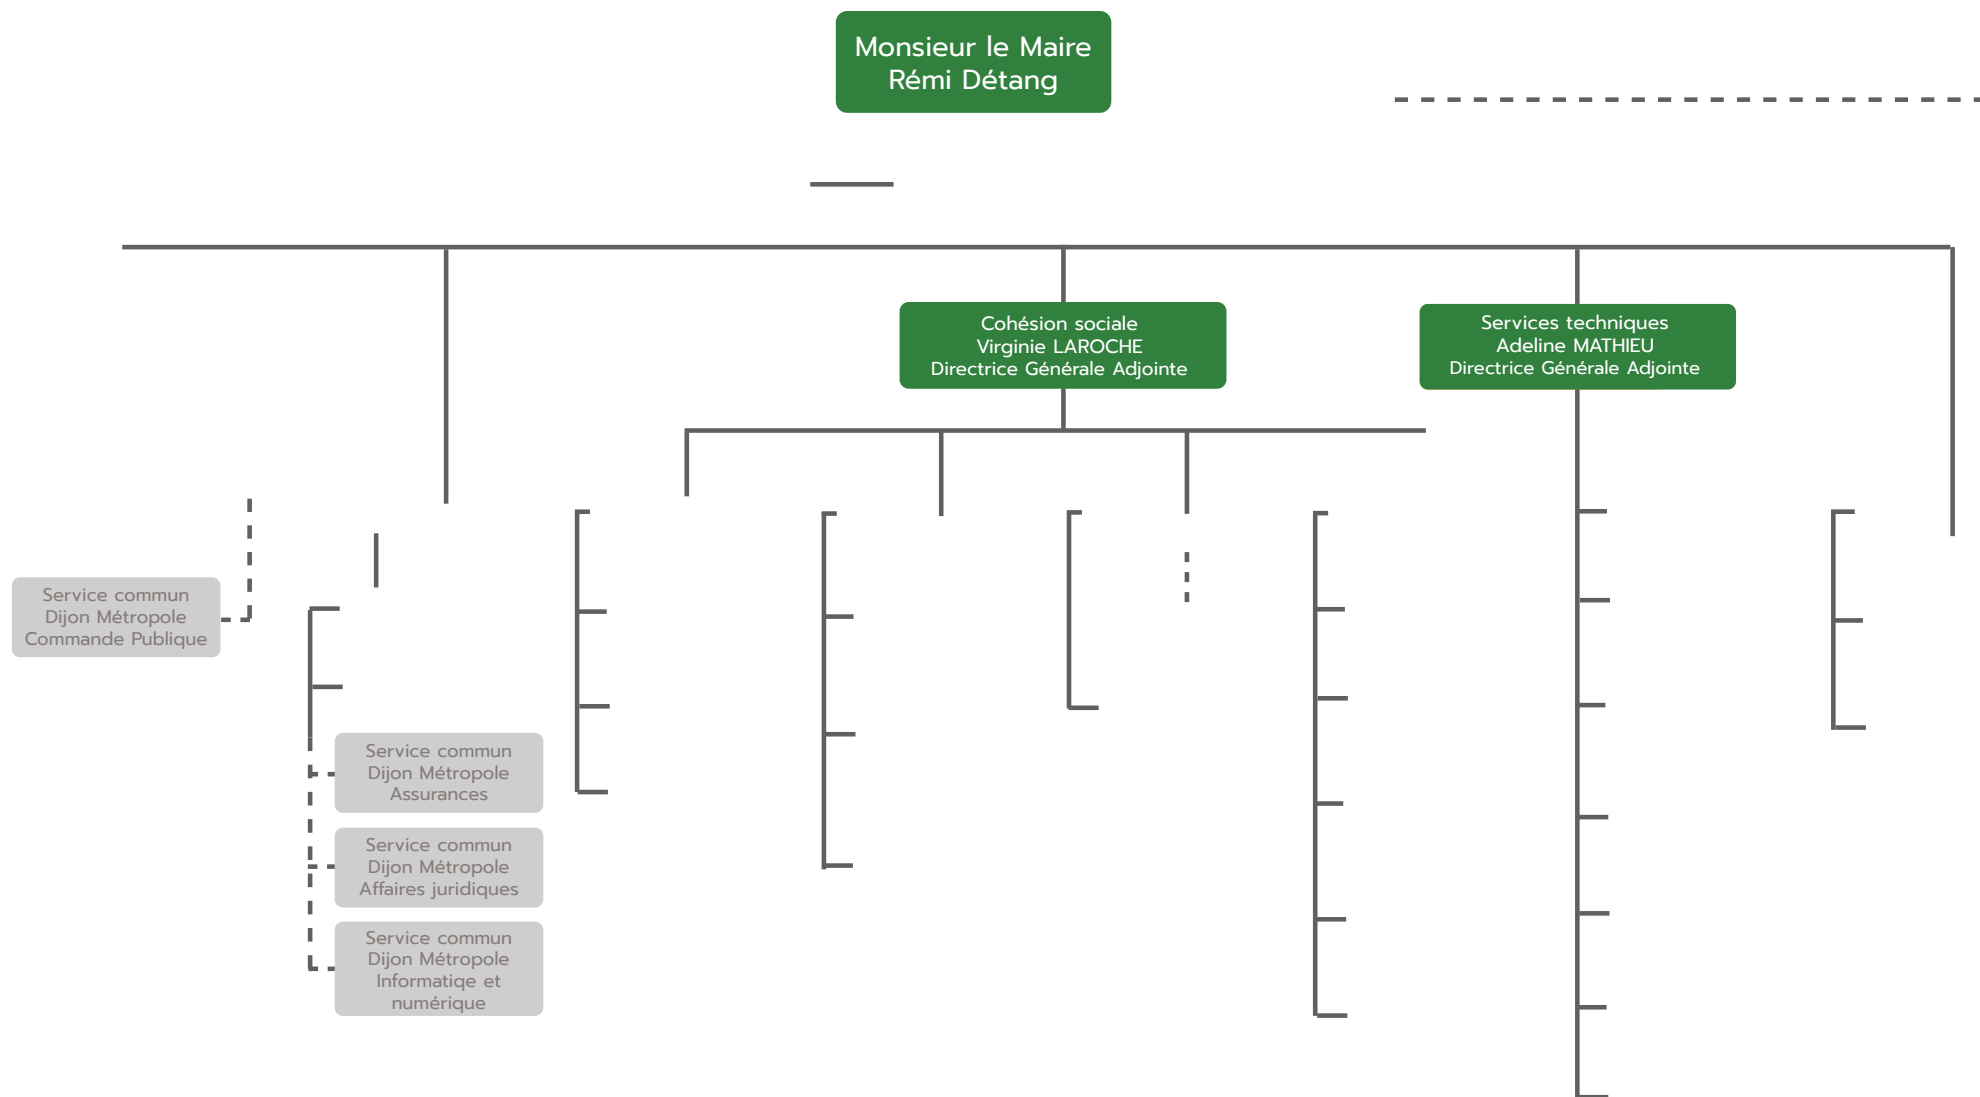 Monsieur le Maire
Rémi Détang
Cohésion sociale
Virginie LAROCHE
Directrice Générale Adjointe
Services techniques
Adeline MATHIEU
Directrice Générale Adjointe
Service commun
Dijon Métropole
Commande Publique
Service commun
Dijon Métropole
Assurances
Service commun
Dijon Métropole
Affaires juridiques
Service commun
Dijon Métropole
Informatiqe et
numérique